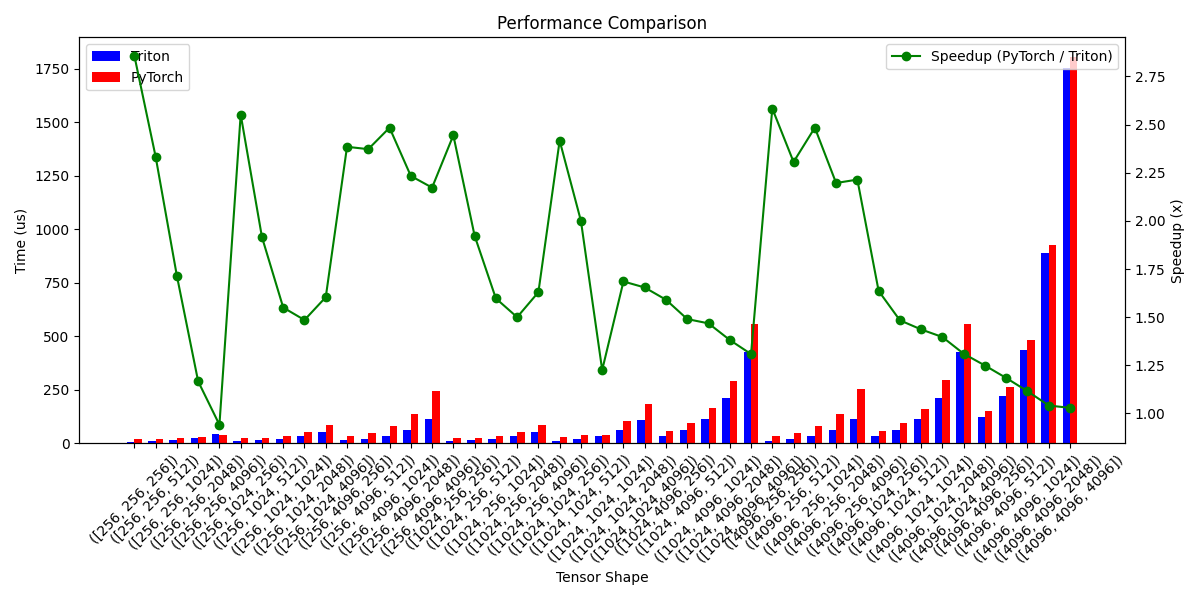 Performance Comparison
Triton
PyTorch
Speedup (PyTorch / Triton)
1750
1500
1250
1000
750
500
250
0
Time (us)
2.75
2.50
2.25
2.00
1.75
1.50
1.25
1.00
Speedup (x)
([256, 256, 256])
([256, 256, 512])
([256, 256, 1024])
([256, 256, 2048])
([256, 256, 4096])
([256, 1024, 256])
([256, 1024, 512])
([256, 1024, 1024])
([256, 1024, 2048])
([256, 1024, 4096])
([256, 4096, 256])
([256, 4096, 512])
([256, 4096, 1024])
([256, 4096, 2048])
([256, 4096, 4096])
([1024, 256, 256])
([1024, 256, 512])
([1024, 256, 1024])
([1024, 256, 2048])
([1024, 256, 4096])
([1024, 1024, 256])
([1024, 1024, 512])
([1024, 1024, 1024])
([1024, 1024, 2048])
([1024, 1024, 4096])
([1024, 4096, 256])
([1024, 4096, 512])
([1024, 4096, 1024])
([1024, 4096, 2048])
([1024, 4096, 4096])
([4096, 256, 256])
([4096, 256, 512])
([4096, 256, 1024])
([4096, 256, 2048])
([4096, 256, 4096])
([4096, 1024, 256])
([4096, 1024, 512])
([4096, 1024, 1024])
([4096, 1024, 2048])
([4096, 1024, 4096])
([4096, 4096, 256])
([4096, 4096, 512])
([4096, 4096, 1024])
([4096, 4096, 2048])
([4096, 4096, 4096])
Tensor Shape